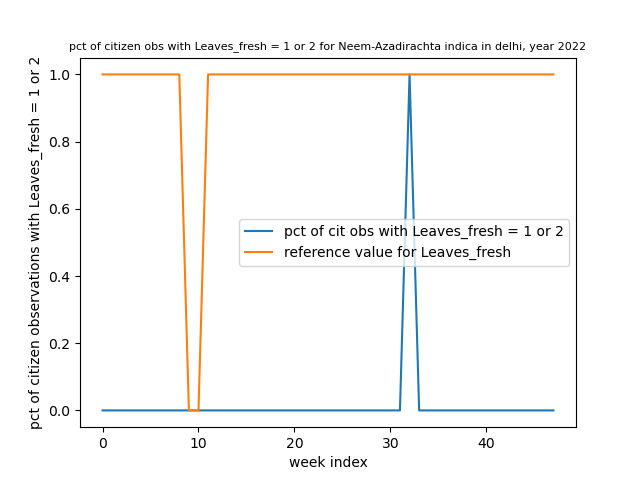 pct of citizen obs with Leaves_fresh = 1 or 2 for Neem-Azadirachta indica in delhi, year 2022
pct of citizen observations with Leaves_fresh = 1 or 2
1.0
0.8
0.6
0.4
0.2
0.0
pct of cit obs with Leaves_fresh = 1 or 2
reference value for Leaves_fresh
0
10
20
30
40
week index